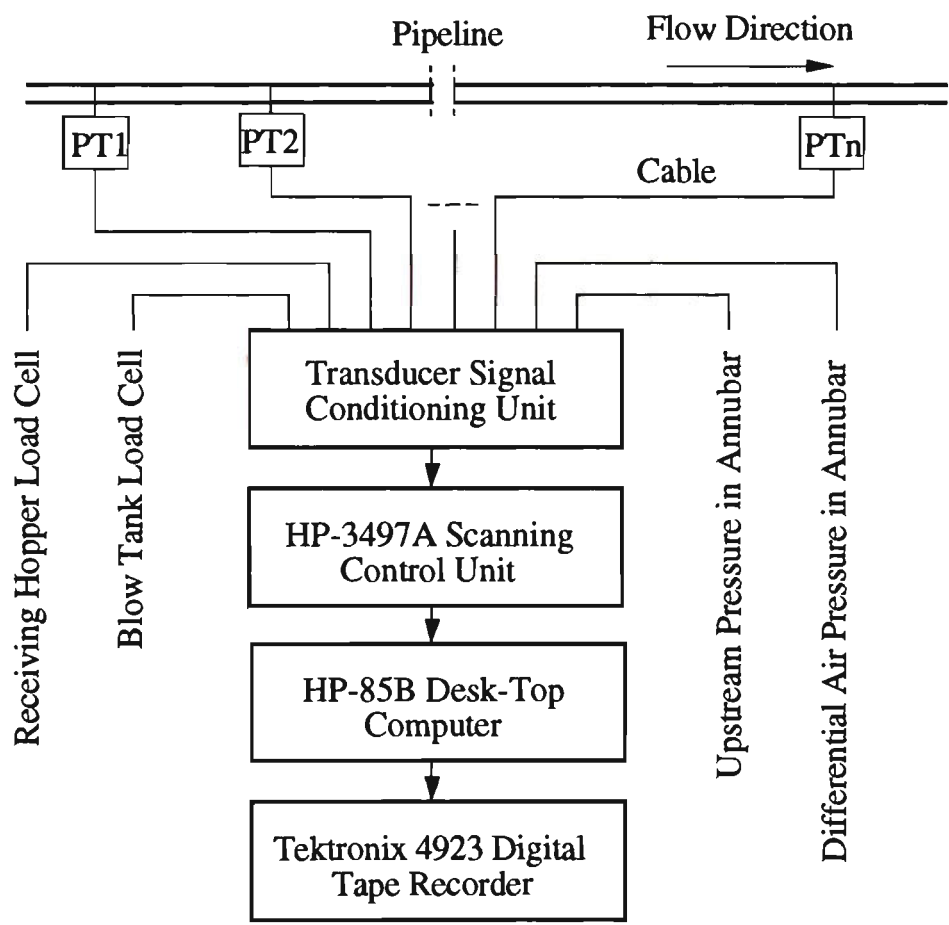 Pipeline
Flow Direction
PT1
PT2
PTn
Cable
Receiving Hopper Load Cell
Blow Tank Load Cell
Transducer Signal
Conditioning Unit
HP-3497A Scanning
Control Unit
HP-85B Desk-Top
Computer
Tektronix 4923 Digital
Tape Recorder
Upstream Pressure in Annubar
Differential Air Pressure in Annubar